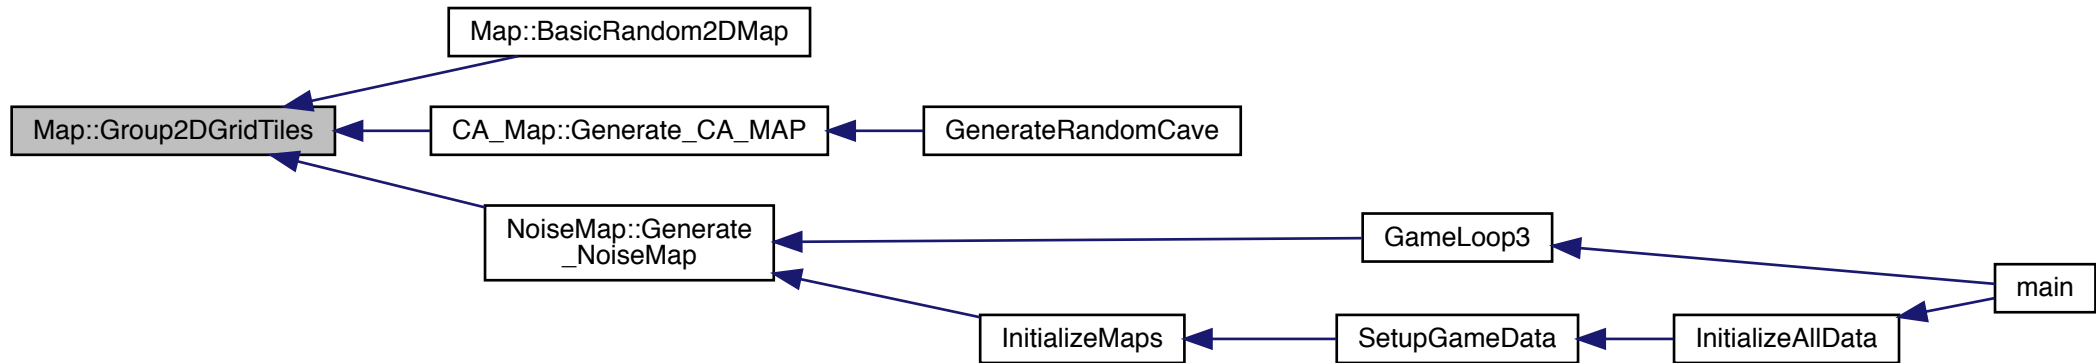 Map::BasicRandom2DMap
Map::Group2DGridTiles
CA_Map::Generate_CA_MAP
GenerateRandomCave
NoiseMap::Generate
_NoiseMap
GameLoop3
main
InitializeMaps
SetupGameData
InitializeAllData